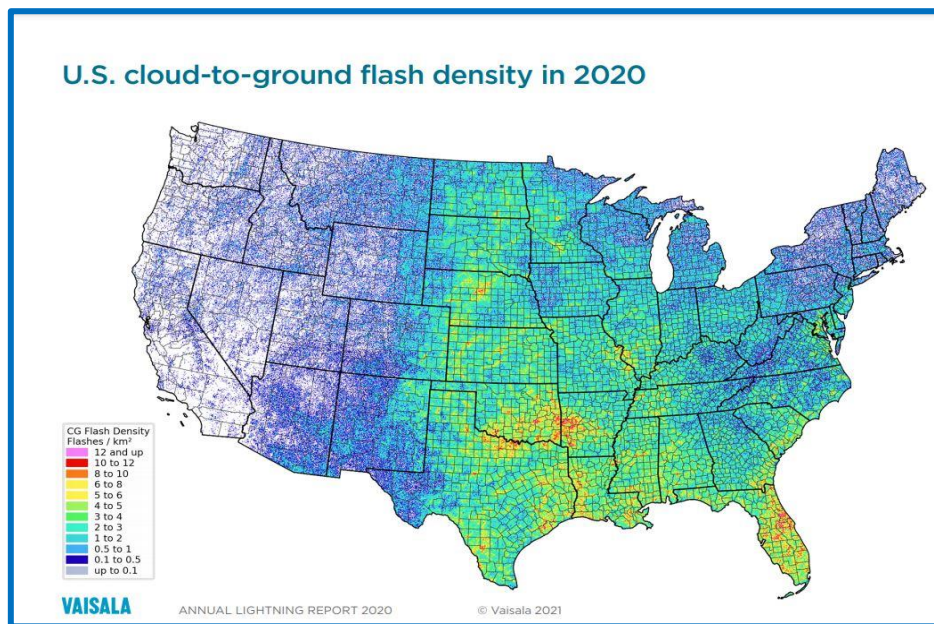 U.S. cloud-to-ground flash density in 2020
CG Flash Density
Flashes / km²
12 and up
10 to 12
8 to 10
6 to 8
5 to 6
4 to 5
3 to 4
2 to 3
1 to 2
0.5 to 1
0.1 to 0.5
up to 0.1
VAISALA
ANNUAL LIGHTNING REPORT 2020
© Vaisala 2021